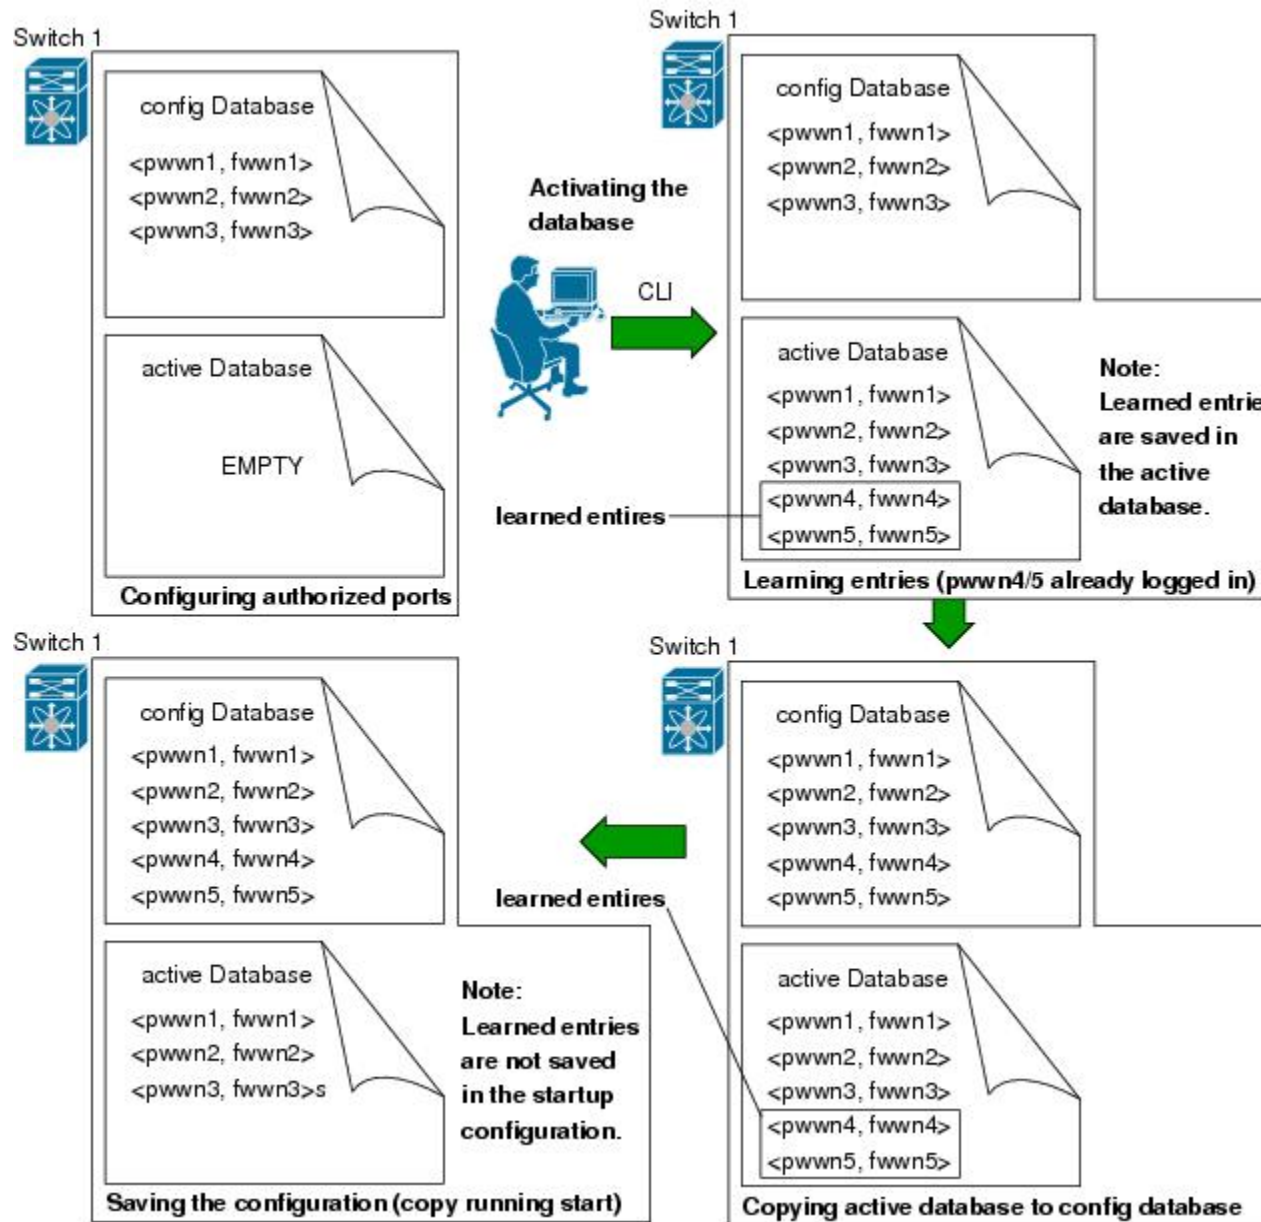 Switch 1
config Database
<pwwn1, fwwn1>
<pwwn2, fwwn2>
<pwwn3, fwwn3>
active Database
EMPTY
Configuring authorized ports
Activating the
database
CLI
Switch 1
config Database
<pwwn1, fwwn1>
<pwwn2, fwwn2>
<pwwn3, fwwn3>
active Database
<pwwn1, fwwn1>
<pwwn2, fwwn2>
<pwwn3, fwwn3>
<pwwn4, fwwn4>
<pwwn5, fwwn5>
learned entires
Note:
Learned entrie
are saved in
the active
database.
Learning entries (pwwn4/5 already logged in)
Switch 1
config Database
<pwwn1, fwwn1>
<pwwn2, fwwn2>
<pwwn3, fwwn3>
<pwwn4, fwwn4>
<pwwn5, fwwn5>
active Database
<pwwn1, fwwn1>
<pwwn2, fwwn2>
<pwwn3, fwwn3>s
Note:
Learned entries
are not saved
in the startup
configuration.
Saving the configuration (copy running start)
learned entires
Switch 1
config Database
<pwwn1, fwwn1>
<pwwn2, fwwn2>
<pwwn3, fwwn3>
<pwwn4, fwwn4>
<pwwn5, fwwn5>
active Database
<pwwn1, fwwn1>
<pwwn2, fwwn2>
<pwwn3, fwwn3>
<pwwn4, fwwn4>
<pwwn5, fwwn5>
Copying active database to config database